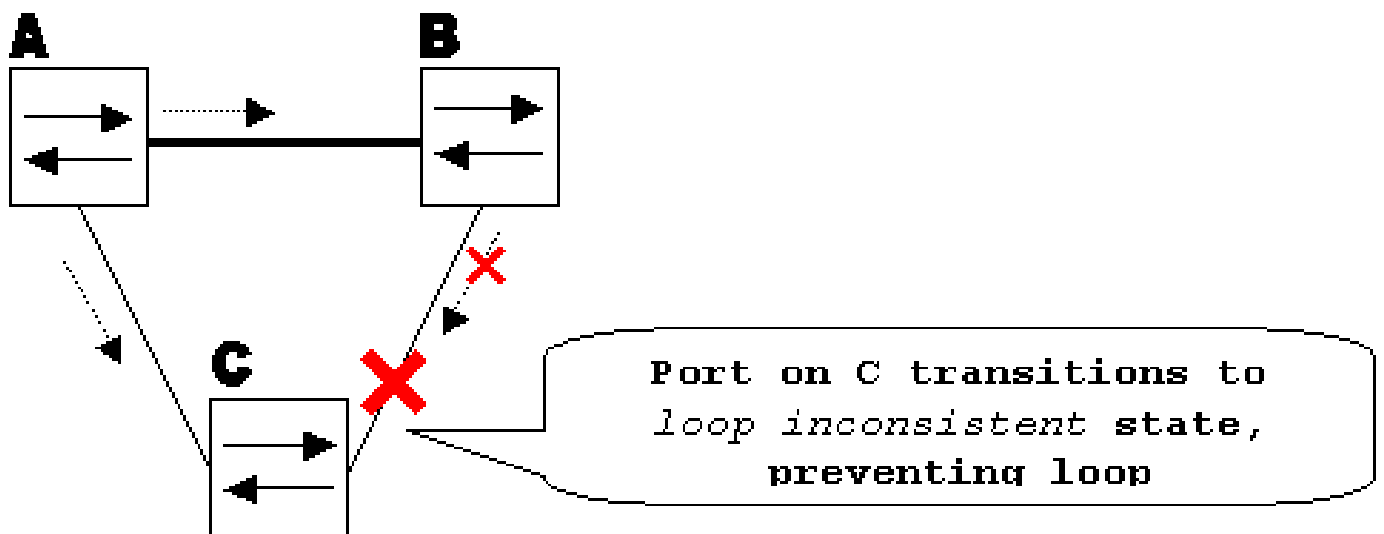 A
B
C
Port on C transitions to
loop inconsistent state,
preventing loop